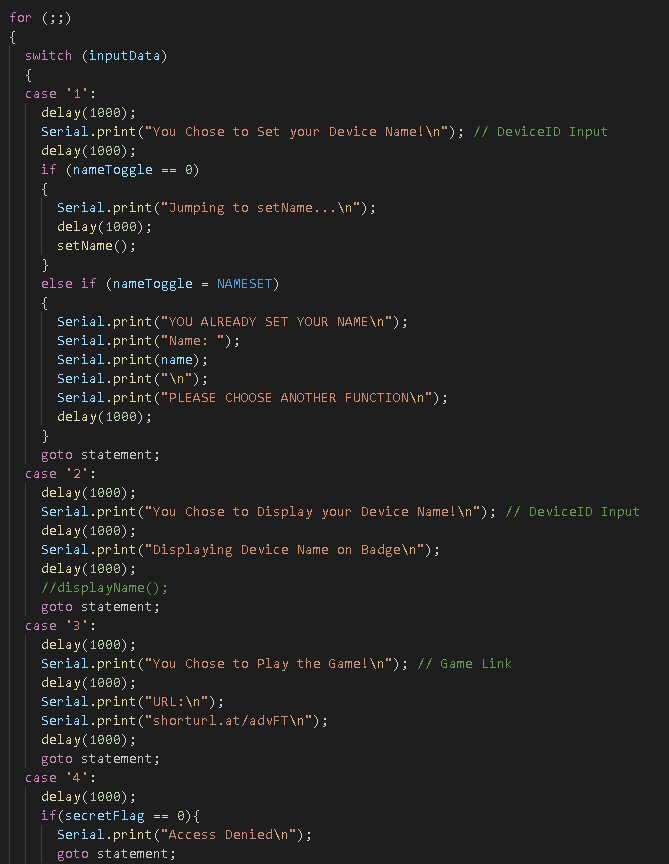 for (;;)
{
switch (inputData)
{
case '1':
delay(1000);
Serial.print("You Chose to Set your Device Name!\n"); // DeviceID Input
delay(1000);
if (nameToggle == 0)
{
Serial.print("Jumping to setName...\n");
delay(1000);
setName();
}
else if (nameToggle = NAMESET)
{
Serial.print("YOU ALREADY SET YOUR NAME\n");
Serial.print("Name: ");
Serial.print(name);
Serial.print("\n");
Serial.print("PLEASE CHOOSE ANOTHER FUNCTION\n");
delay(1000);
}
goto statement;
case '2':
delay(1000);
Serial.print("You Chose to Display your Device Name!\n"); // DeviceID Input
delay(1000);
Serial.print("Displaying Device Name on Badge\n");
delay(1000);
//displayName();
goto statement;
case '3':
delay(1000);
Serial.print("You Chose to Play the Game!\n"); // Game Link
delay(1000);
Serial.print("URL:\n");
Serial.print("shorturl.at/advFT\n");
delay(1000);
goto statement;
case '4':
delay(1000);
if(secretFlag == 0){
Serial.print("Access Denied\n");
goto statement;